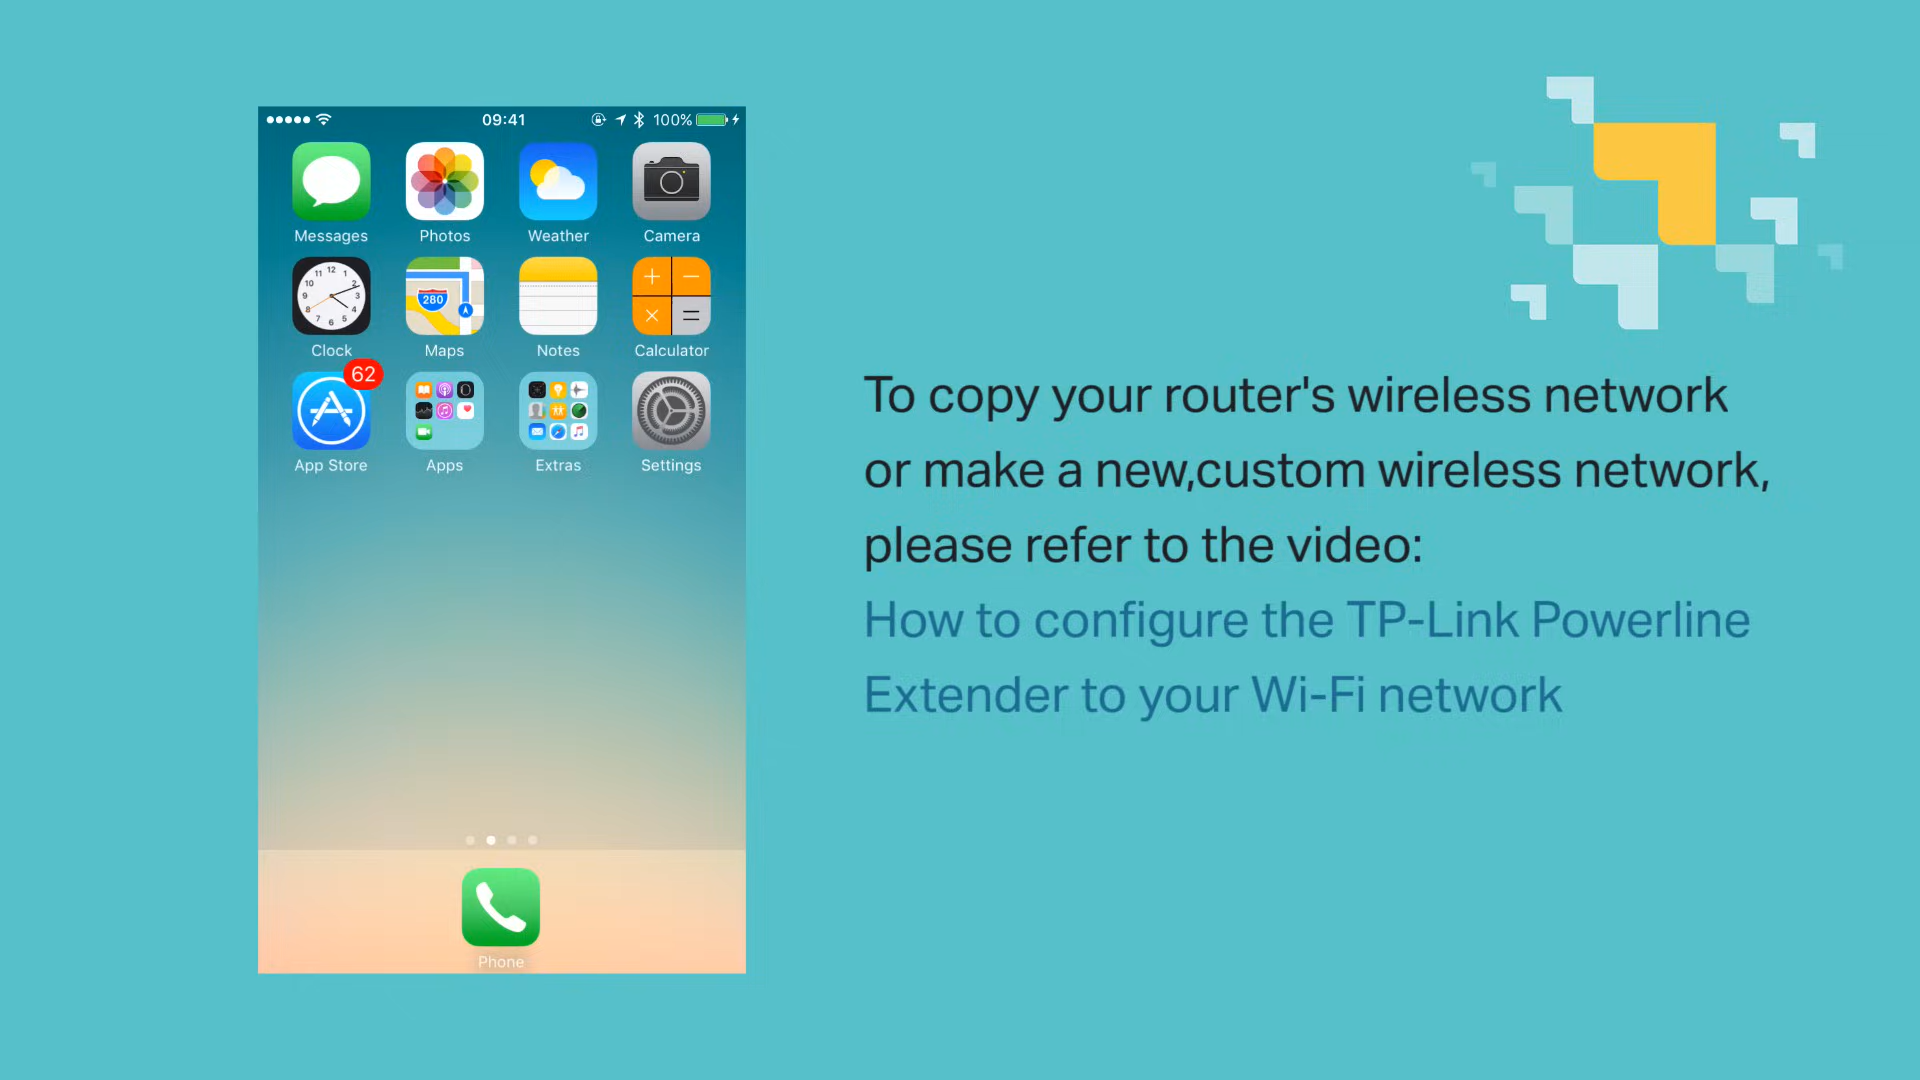 09:41
100%
Messages
Photos
Weather
Camera
Clock
280
Maps
Notes
Calculator
62
App Store
Apps
Extras
Settings
Phone
To copy your router's wireless network
or make a new,custom wireless network,
please refer to the video:
How to configure the TP-Link Powerline
Extender to your Wi-Fi network